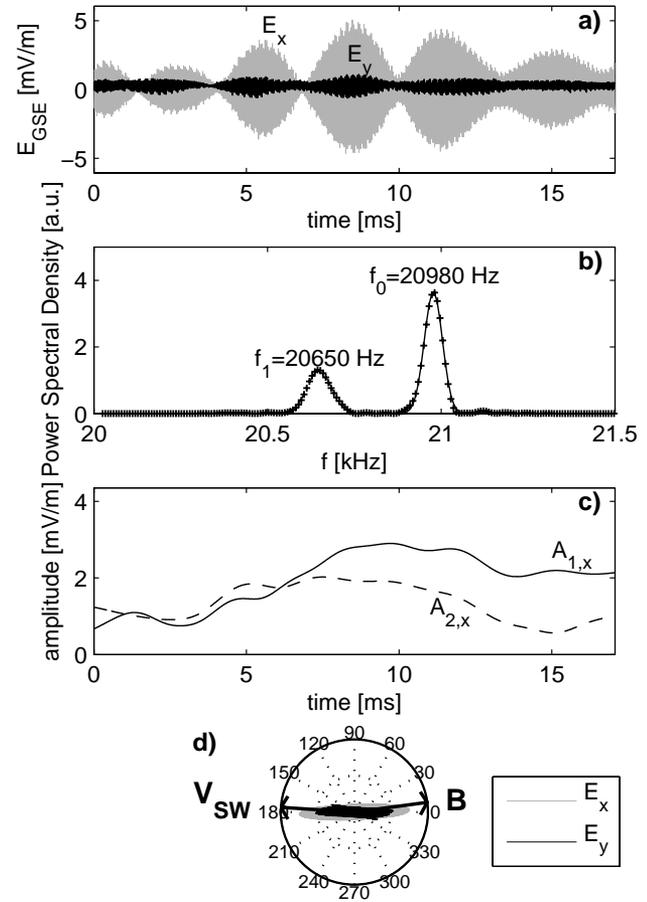 E_GSE [mV/m]
5
0
−5
E_x
E_y
a)
0 5 10 15
time [ms]
Power Spectral Density [a.u.]
4
2
0
f_0=20980 Hz
f_1=20650 Hz
b)
20 20.5 21 21.5
f [kHz]
amplitude [mV/m]
4
2
0
A_1,x
A_2,x
c)
0 5 10 15
time [ms]
d)
90
120 60
150 30
V_SW 180 0 B
210 330
240 300
270
E_x
E_y